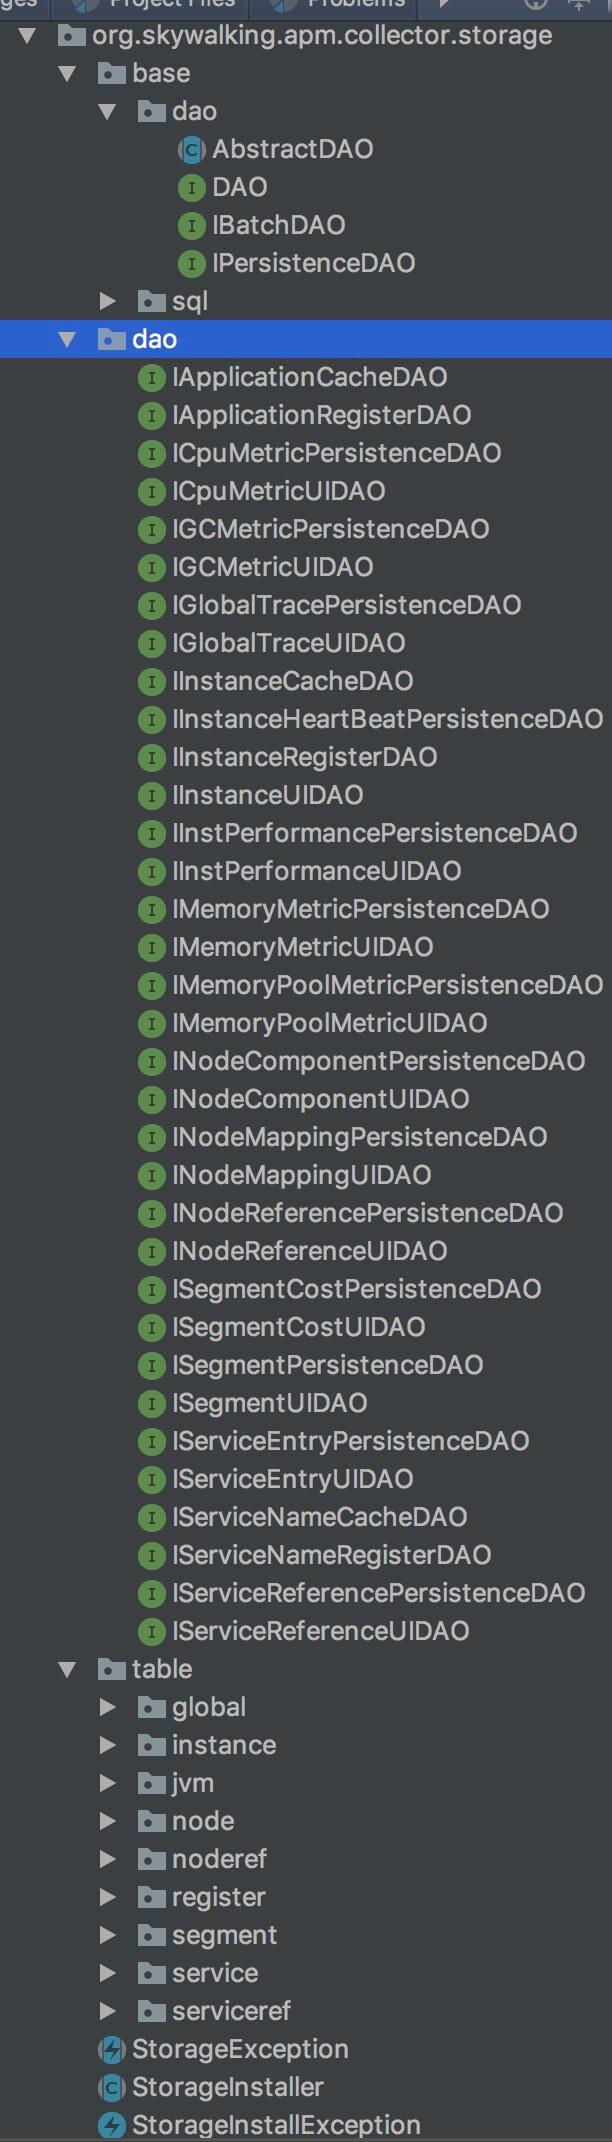 ges Project Files Problems
org.skywalking.apm.collector.storage
base
dao
AbstractDAO
DAO
IBatchDAO
IPersistenceDAO
sql
dao
IApplicationCacheDAO
IApplicationRegisterDAO
ICpuMetricPersistenceDAO
ICpuMetricUIDAO
IGCMetricPersistenceDAO
IGCMetricUIDAO
IGlobalTracePersistenceDAO
IGlobalTraceUIDAO
IInstanceCacheDAO
IInstanceHeartBeatPersistenceDAO
IInstanceRegisterDAO
IInstanceUIDAO
IInstPerformancePersistenceDAO
IInstPerformanceUIDAO
IMemoryMetricPersistenceDAO
IMemoryMetricUIDAO
IMemoryPoolMetricPersistenceDAO
IMemoryPoolMetricUIDAO
INodeComponentPersistenceDAO
INodeComponentUIDAO
INodeMappingPersistenceDAO
INodeMappingUIDAO
INodeReferencePersistenceDAO
INodeReferenceUIDAO
ISegmentCostPersistenceDAO
ISegmentCostUIDAO
ISegmentPersistenceDAO
ISegmentUIDAO
IServiceEntryPersistenceDAO
IServiceEntryUIDAO
IServiceNameCacheDAO
IServiceNameRegisterDAO
IServiceReferencePersistenceDAO
IServiceReferenceUIDAO
table
global
instance
jvm
node
noderef
register
segment
service
serviceref
StorageException
StorageInstaller
StorageInstallException